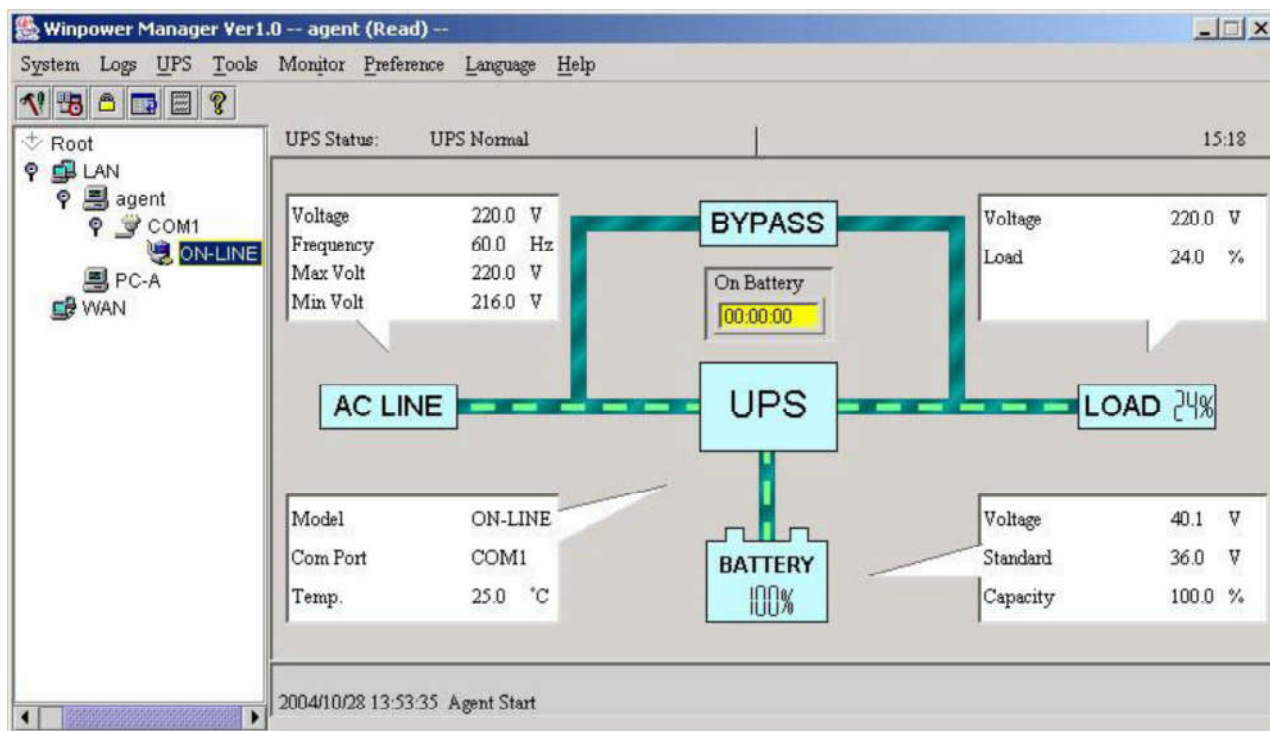 Winpower Manager Ver1.0 -- agent (Read) --
System Logs UPS Tools Monitor Preference Language Help
Root
LAN
agent
COM1
ON-LINE
PC-A
WAN
UPS Status: UPS Normal 15:18
Voltage 220.0 V
Frequency 60.0 Hz
Max Volt 220.0 V
Min Volt 216.0 V
BYPASS
On Battery
00:00:00
Voltage 220.0 V
Load 24.0 %
AC LINE
UPS
LOAD 24%
Model ON-LINE
Com Port COM1
Temp. 25.0 °C
BATTERY
100%
Voltage 40.1 V
Standard 36.0 V
Capacity 100.0 %
2004/10/28 13:53:35 Agent Start